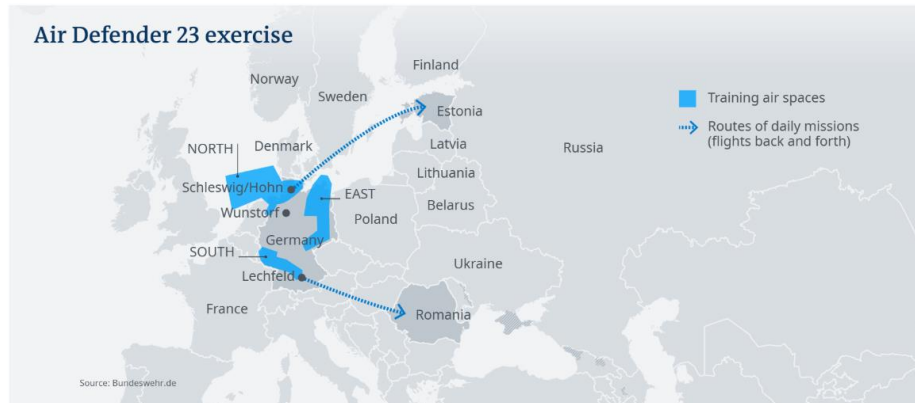 Air Defender 23 exercise
Finland
Norway
Sweden
Estonia
Training air spaces
Routes of daily missions
(flights back and forth)
NORTH
Denmark
Latvia
Russia
Lithuania
Schleswig/Hohn
EAST
Belarus
Wunstorf
Poland
Germany
SOUTH
Ukraine
Lechfeld
France
Romania
Source: Bundeswehr.de